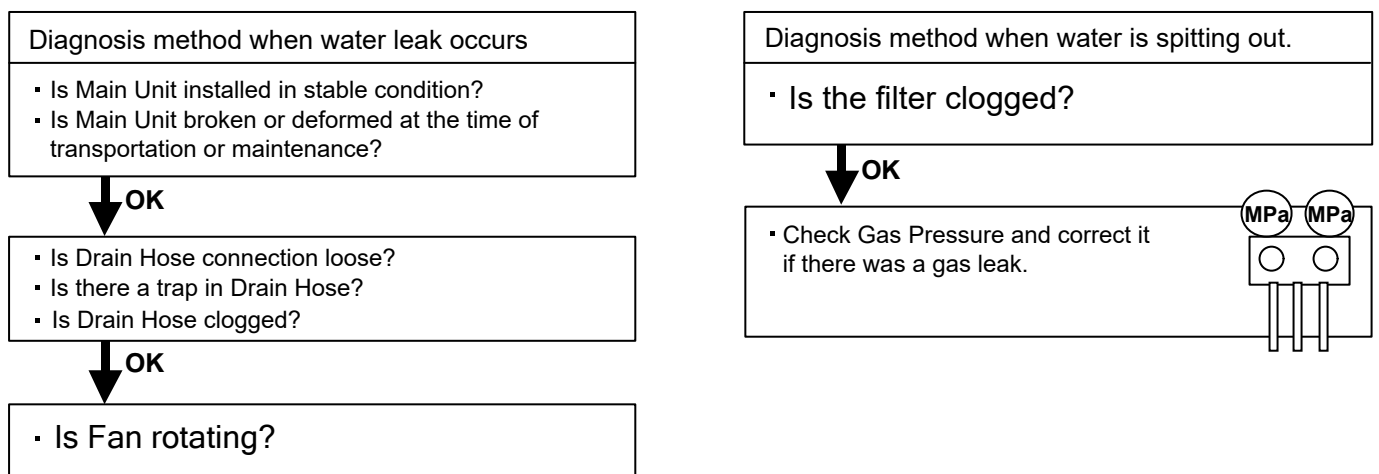 Diagnosis method when water leak occurs
▪ Is Main Unit installed in stable condition?
▪ Is Main Unit broken or deformed at the time of
transportation or maintenance?
OK
▪ Is Drain Hose connection loose?
▪ Is there a trap in Drain Hose?
▪ Is Drain Hose clogged?
OK
▪ Is Fan rotating?
Diagnosis method when water is spitting out.
▪ Is the filter clogged?
OK
▪ Check Gas Pressure and correct it
if there was a gas leak.
MPa MPa